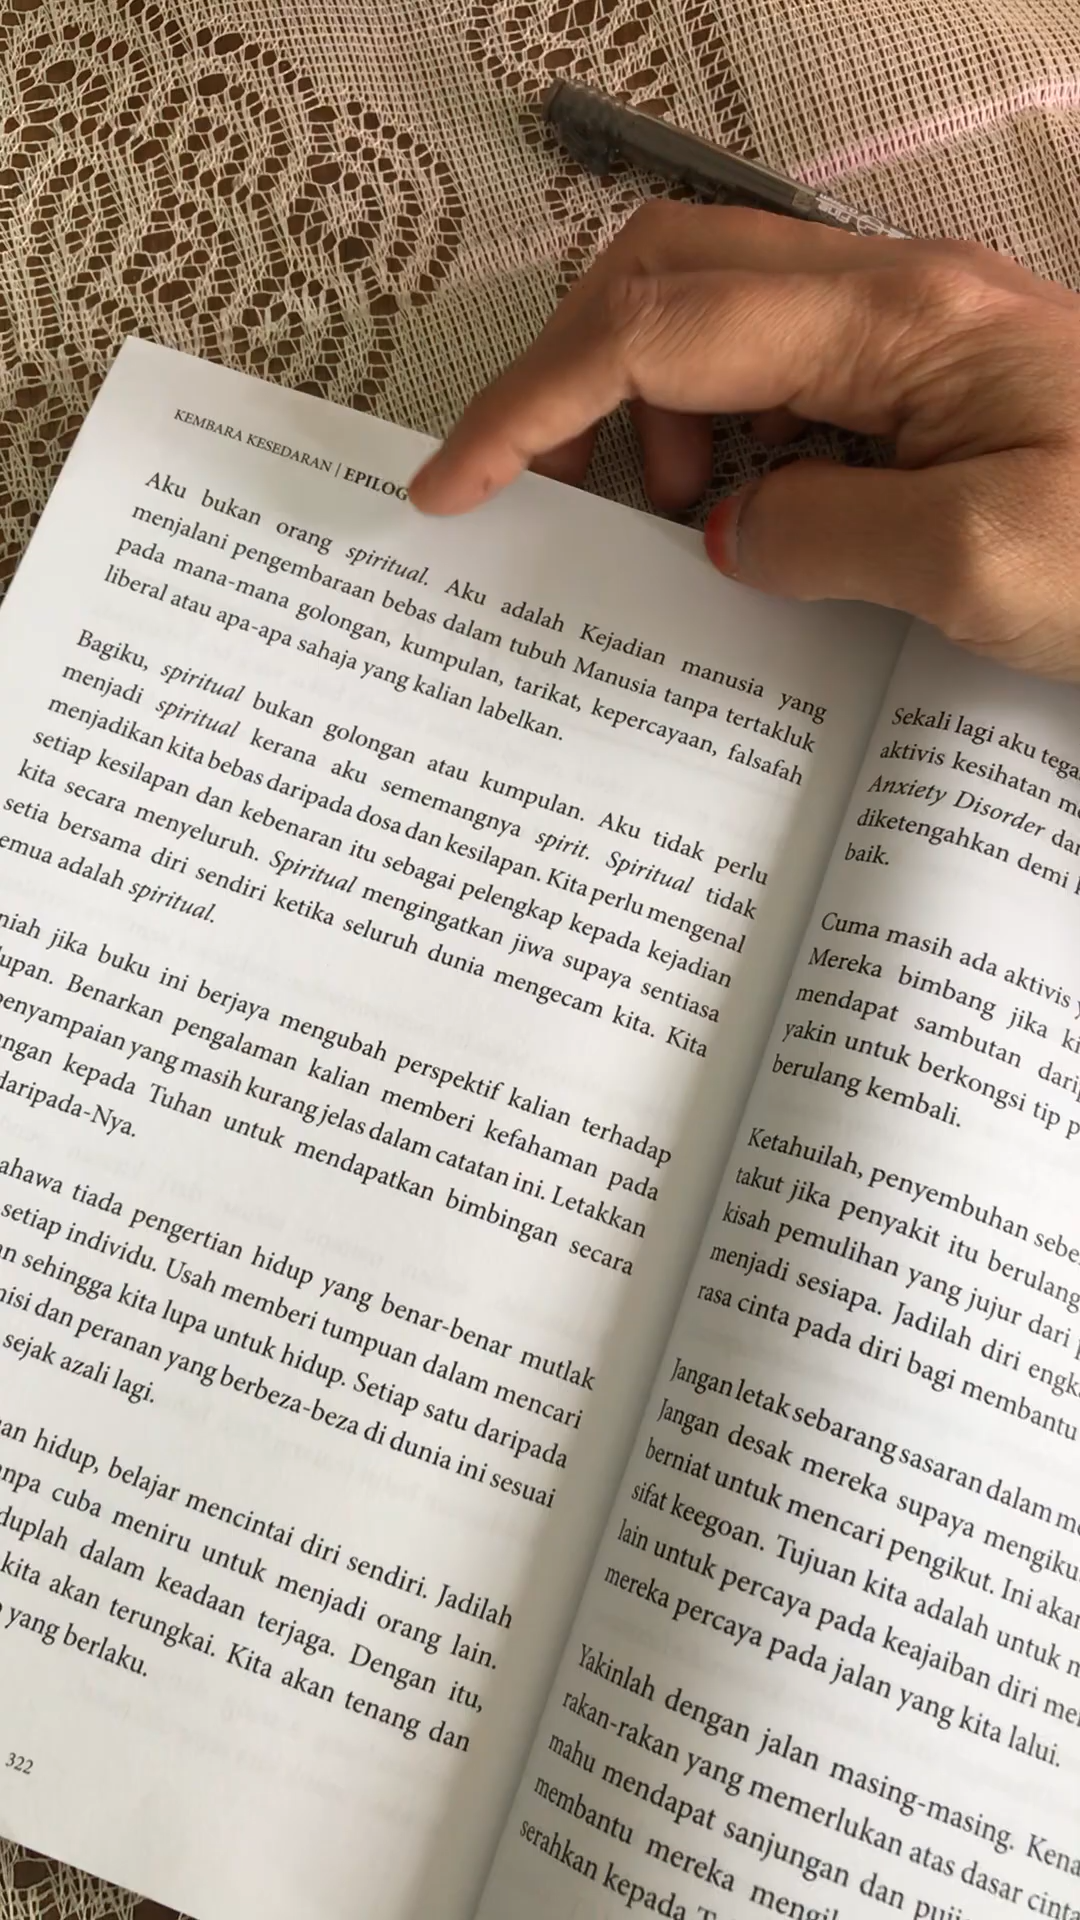 KEMBARA KESEDARAN | EPILOG
Aku bukan orang spiritual. Aku adalah Kejadian manusia yang
menjalani pengembaraan bebas dalam tubuh Manusia tanpa tertakluk
pada mana-mana golongan, kumpulan, tarikat, kepercayaan, falsafah
liberal atau apa-apa sahaja yang kalian labelkan.
Bagiku, spiritual bukan golongan atau kumpulan. Aku tidak perlu
menjadi spiritual kerana aku sememangnya spirit. Spiritual tidak
menjadikan kita bebas daripada dosa dan kesilapan. Kita perlu mengenal
setiap kesilapan dan kebenaran itu sebagai pelengkap kepada kejadian
kita secara menyeluruh. Spiritual mengingatkan jiwa supaya sentiasa
setia bersama diri sendiri ketika seluruh dunia mengecam kita. Kita
emua adalah spiritual.
niah jika buku ini berjaya mengubah perspektif kalian terhadap
upan. Benarkan pengalaman kalian memberi kefahaman pada
penyampaian yang masih kurang jelas dalam catatan ini. Letakkan
ngan kepada Tuhan untuk mendapatkan bimbingan secara
daripada-Nya.
ahawa tiada pengertian hidup yang benar-benar mutlak
setiap individu. Usah memberi tumpuan dalam mencari
n sehingga kita lupa untuk hidup. Setiap satu daripada
nisi dan peranan yang berbeza-beza di dunia ini sesuai
sejak azali lagi.
an hidup, belajar mencintai diri sendiri. Jadilah
anpa cuba meniru untuk menjadi orang lain.
duplah dalam keadaan terjaga. Dengan itu,
kita akan terungkai. Kita akan tenang dan
yang berlaku.
322
Sekali lagi aku tega
aktivis kesihatan me
Anxiety Disorder da
diketengahkan demi
baik.
Cuma masih ada aktivis y
Mereka bimbang jika ki
mendapat sambutan dari
yakin untuk berkongsi tip p
berulang kembali.
Ketahuilah, penyembuhan sebe
takut jika penyakit itu berulang
kisah pemulihan yang jujur dari
menjadi sesiapa. Jadilah diri engka
rasa cinta pada diri bagi membantu
Jangan letak sebarang sasaran dalam me
Jangan desak mereka supaya mengiku
berniat untuk mencari pengikut. Ini akan
sifat keegoan. Tujuan kita adalah untuk m
lain untuk percaya pada keajaiban diri me
mereka percaya pada jalan yang kita lalui.
Yakinlah dengan jalan masing-masing. Kena
rakan-rakan yang memerlukan atas dasar cinta
mahu mendapat sanjungan dan puji
membantu mereka mengi
serahkan kepada T